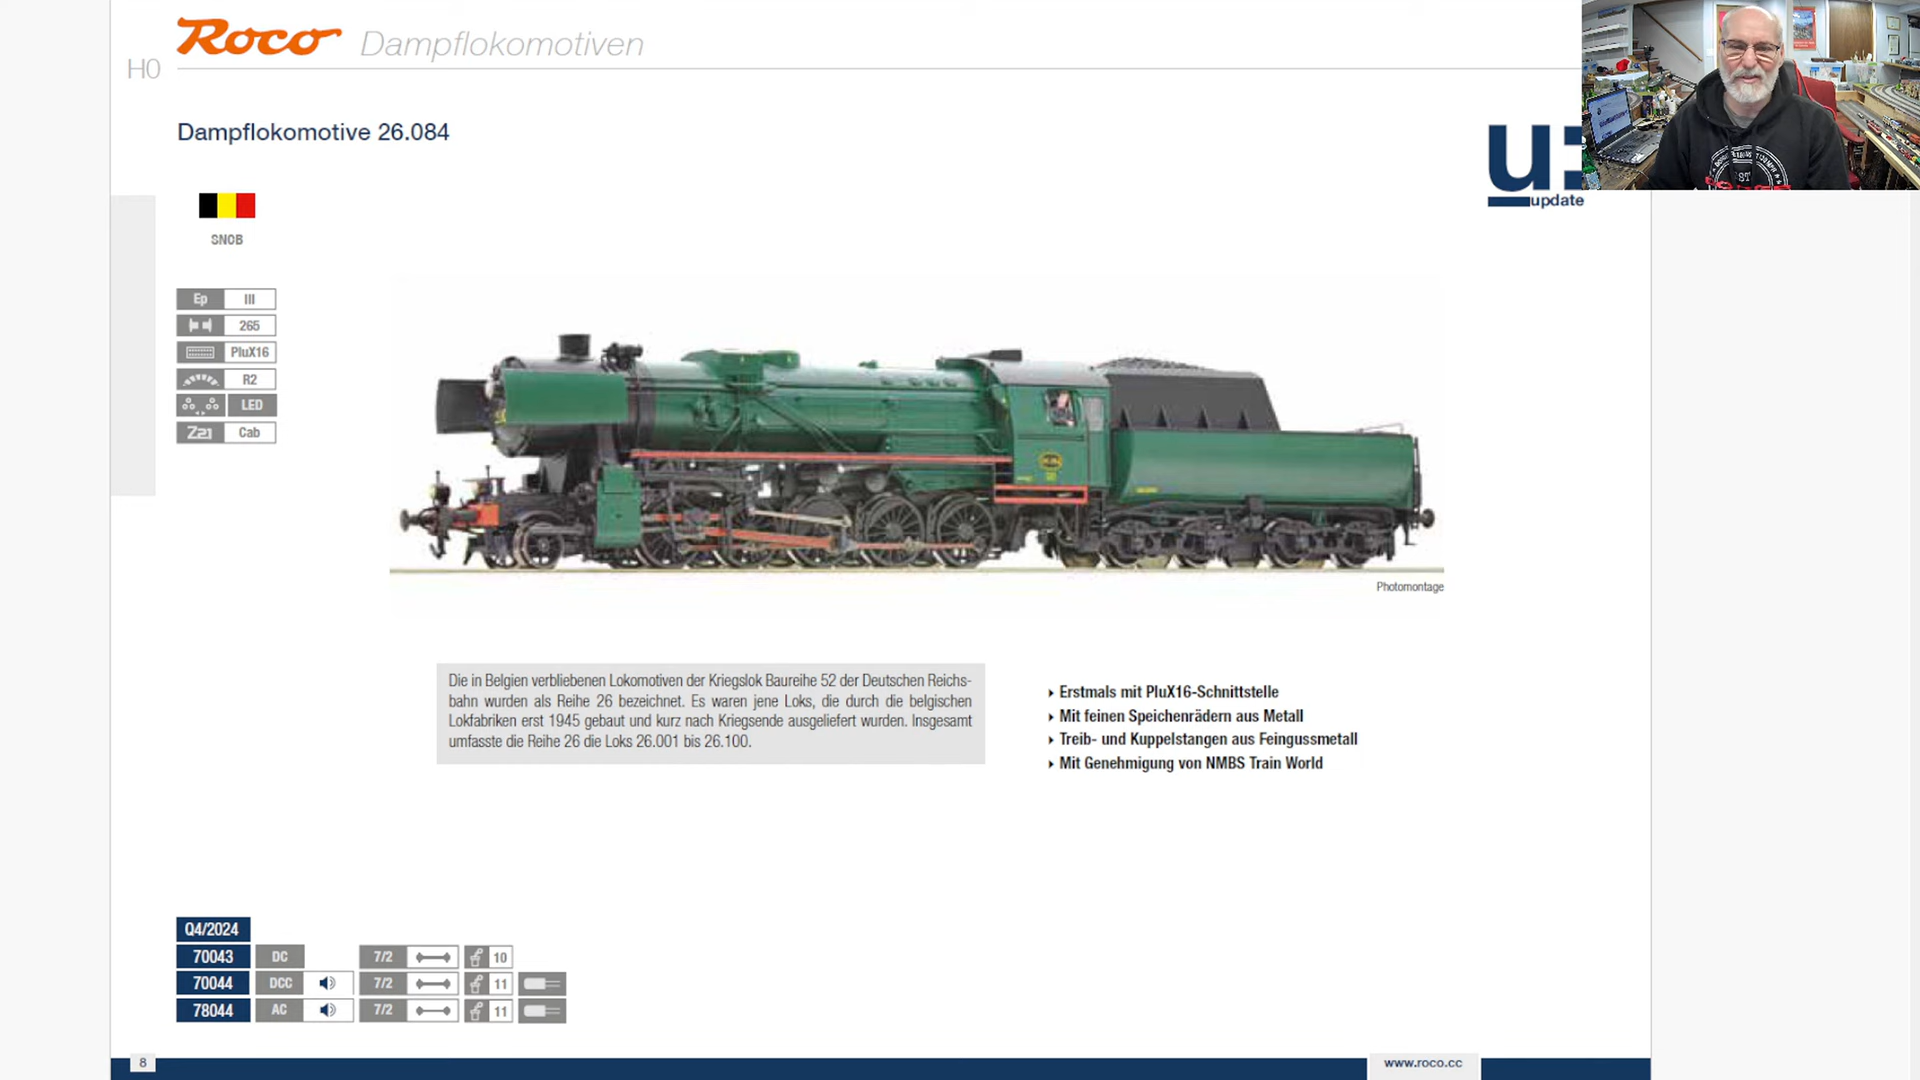 Roco Dampflokomotiven
H0
Dampflokomotive 26.084
u:
update
SNCB
Ep III
265
PluX16
R2
LED
Z21 Cab
Photomontage
Die in Belgien verbliebenen Lokomotiven der Kriegslok Baureihe 52 der Deutschen Reichs-
bahn wurden als Reihe 26 bezeichnet. Es waren jene Loks, die durch die belgischen
Lokfabriken erst 1945 gebaut und kurz nach Kriegsende ausgeliefert wurden. Insgesamt
umfasste die Reihe 26 die Loks 26.001 bis 26.100.
Erstmals mit PluX16-Schnittstelle
Mit feinen Speichenrädern aus Metall
Treib- und Kuppelstangen aus Feingussmetall
Mit Genehmigung von NMBS Train World
Q4/2024
70043 DC 7/2 10
70044 DCC 7/2 11
78044 AC 7/2 11
8
www.roco.cc